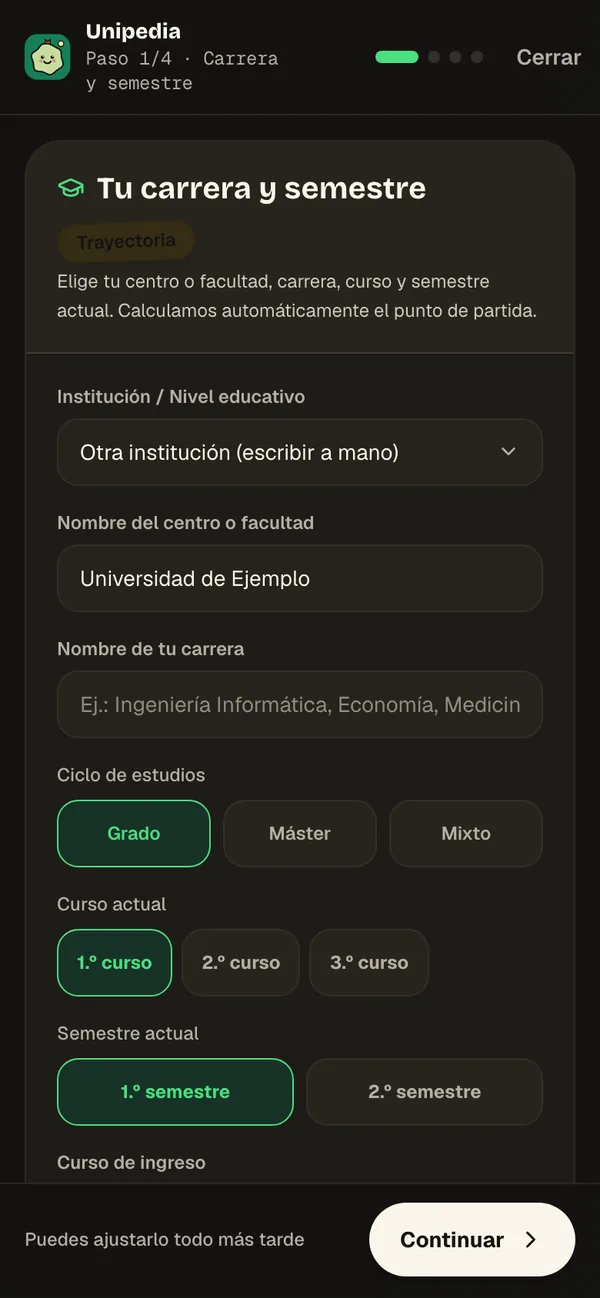 Unipedia
Paso 1/4 · Carrera
y semestre
Cerrar
Tu carrera y semestre
Trayectoria
Elige tu centro o facultad, carrera, curso y semestre
actual. Calculamos automáticamente el punto de partida.
Institución / Nivel educativo
Otra institución (escribir a mano)
Nombre del centro o facultad
Universidad de Ejemplo
Nombre de tu carrera
Ej.: Ingeniería Informática, Economía, Medicin
Ciclo de estudios
Grado
Máster
Mixto
Curso actual
1.º curso
2.º curso
3.º curso
Semestre actual
1.º semestre
2.º semestre
Curso de ingreso
Puedes ajustarlo todo más tarde
Continuar